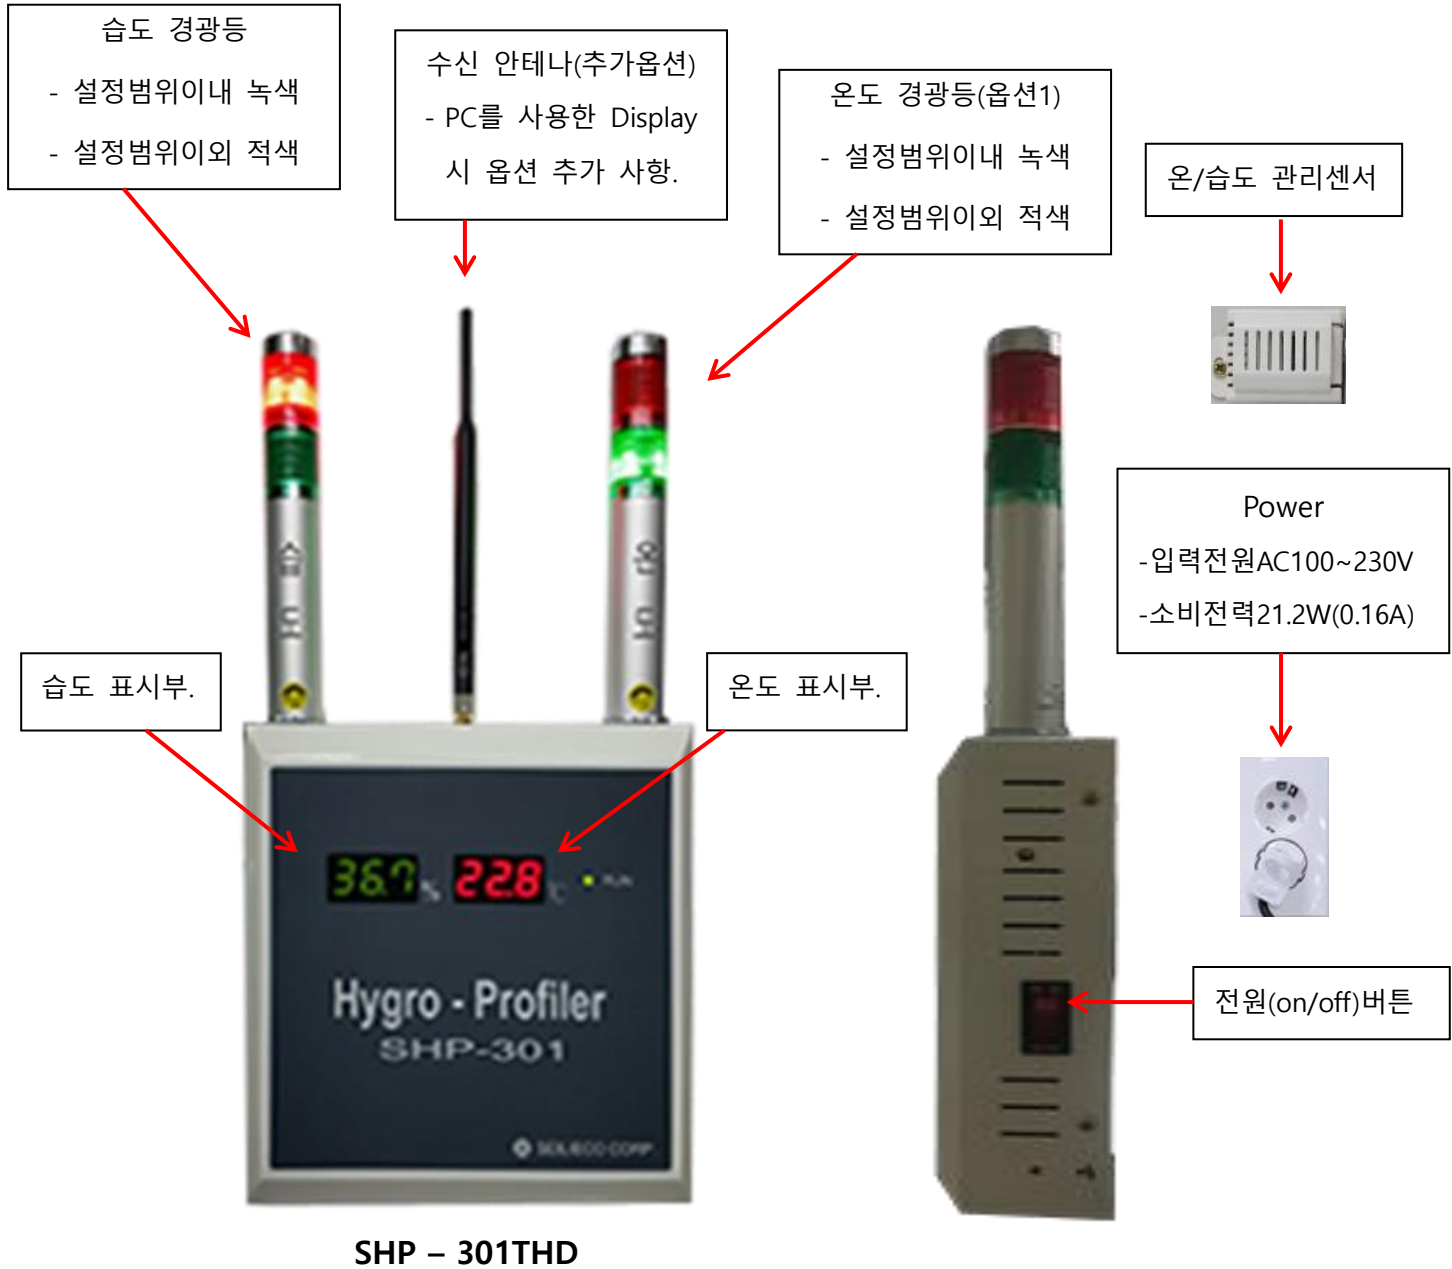 습도 경광등
- 설정범위이내 녹색
- 설정범위이외 적색
수신 안테나(추가옵션)
- PC를 사용한 Display
시 옵션 추가 사항.
온도 경광등(옵션1)
- 설정범위이내 녹색
- 설정범위이외 적색
온/습도 관리센서
Power
-입력전원AC100~230V
-소비전력21.2W(0.16A)
습도
온도
습도 표시부.
온도 표시부.
36.7 %
22.8 ℃
RUN
Hygro - Profiler
SHP-301
전원(on/off)버튼
SHP – 301THD